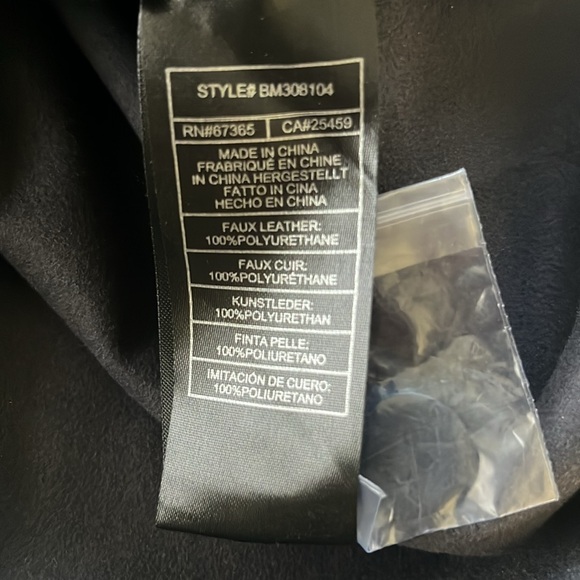 STYLE# BM308104
RN#67365 CA#25459
MADE IN CHINA
FRABRIQUÉ EN CHINE
IN CHINA HERGESTELLT
FATTO IN CINA
HECHO EN CHINA
FAUX LEATHER:
100%POLYURETHANE
FAUX CUIR:
100%POLYURÉTHANE
KUNSTLEDER:
100%POLYURETHAN
FINTA PELLE:
100%POLIURETANO
IMITACIÓN DE CUERO:
100%POLIURETANO